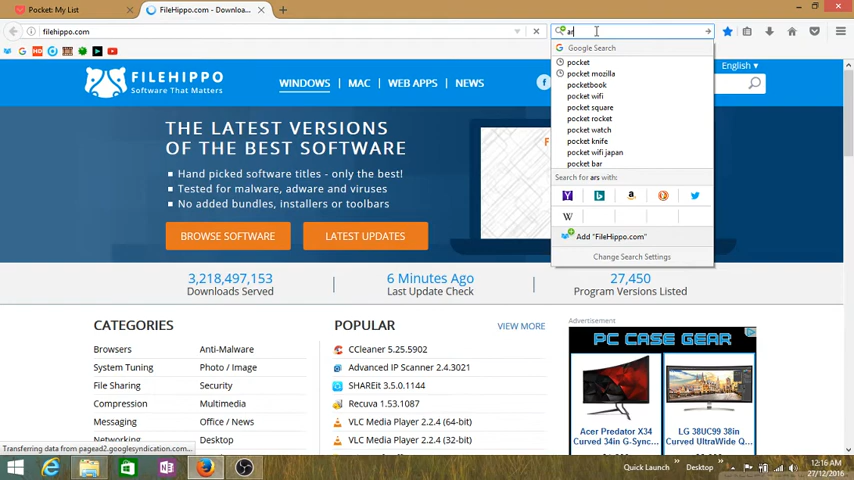 Pocket: My List
FileHippo.com - Downloa...
filehippo.com
ar
Google Search
pocket
pocket mozilla
pocketbook
pocket wifi
pocket square
pocket rocket
pocket watch
pocket knife
pocket wifi japan
pocket bar
Search for ars with:
Add "FileHippo.com"
Change Search Settings
English
FILEHIPPO
Software That Matters
WINDOWS
MAC
WEB APPS
NEWS
THE LATEST VERSIONS
OF THE BEST SOFTWARE
Hand picked software titles - only the best!
Tested for malware, adware and viruses
No added bundles, installers or toolbars
BROWSE SOFTWARE
LATEST UPDATES
3,218,497,153
Downloads Served
6 Minutes Ago
Last Update Check
27,450
Program Versions Listed
CATEGORIES
Browsers
Anti-Malware
System Tuning
Photo / Image
File Sharing
Security
Compression
Multimedia
Messaging
Office / News
Networking
Desktop
POPULAR
VIEW MORE
CCleaner 5.25.5902
Advanced IP Scanner 2.4.3021
SHAREit 3.5.0.1144
Recuva 1.53.1087
VLC Media Player 2.2.4 (64-bit)
VLC Media Player 2.2.4 (32-bit)
Advertisement
PC CASE GEAR
Acer Predator X34
Curved 34in G-Sync...
LG 38UC99 38in
Curved UltraWide Q...
Transferring data from pagead2.googlesyndication.com...
Quick Launch
Desktop
12:16 AM
27/12/2016